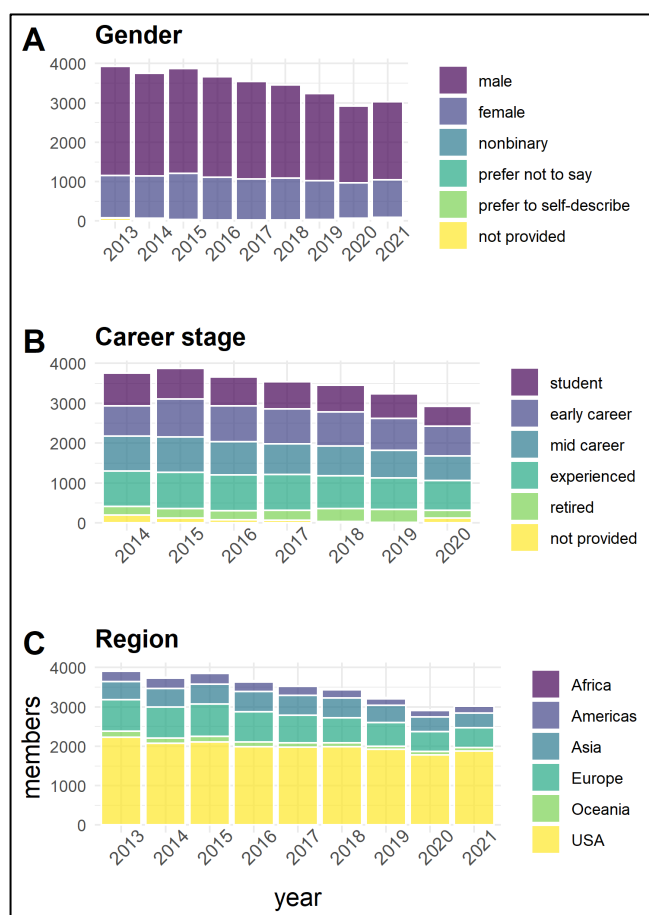 A Gender
4000
3000
2000
1000
0
2013 2014 2015 2016 2017 2018 2019 2020 2021
male
female
nonbinary
prefer not to say
prefer to self-describe
not provided
B Career stage
4000
3000
2000
1000
0
2014 2015 2016 2017 2018 2019 2020
student
early career
mid career
experienced
retired
not provided
C Region
4000
3000
2000
1000
0
members
2013 2014 2015 2016 2017 2018 2019 2020 2021
year
Africa
Americas
Asia
Europe
Oceania
USA